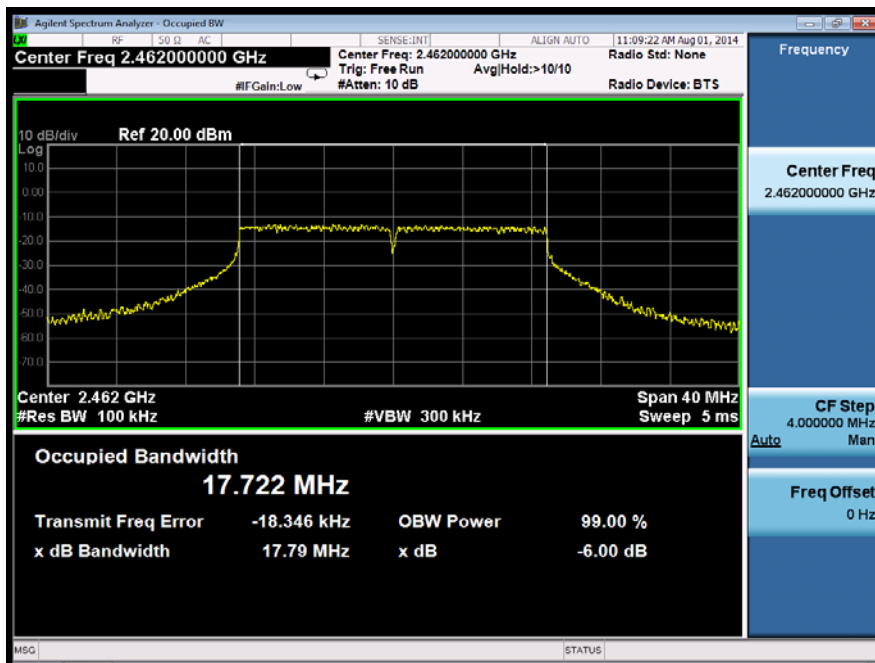 Agilent Spectrum Analyzer - Occupied BW
LXI RF 50 Ω AC SENSE:INT ALIGN AUTO 11:09:22 AM Aug 01, 2014
Center Freq 2.462000000 GHz
Center Freq: 2.462000000 GHz
Radio Std: None
Trig: Free Run Avg|Hold:>10/10
#IFGain:Low
#Atten: 10 dB
Radio Device: BTS
Frequency
10 dB/div Ref 20.00 dBm
Log
10.0
0.00
-10.0
-20.0
-30.0
-40.0
-50.0
-60.0
-70.0
Center 2.462 GHz Span 40 MHz
#Res BW 100 kHz #VBW 300 kHz Sweep 5 ms
Center Freq
2.462000000 GHz
CF Step
4.000000 MHz
Auto Man
Freq Offset
0 Hz
Occupied Bandwidth
17.722 MHz
Transmit Freq Error -18.346 kHz OBW Power 99.00 %
x dB Bandwidth 17.79 MHz x dB -6.00 dB
MSG STATUS